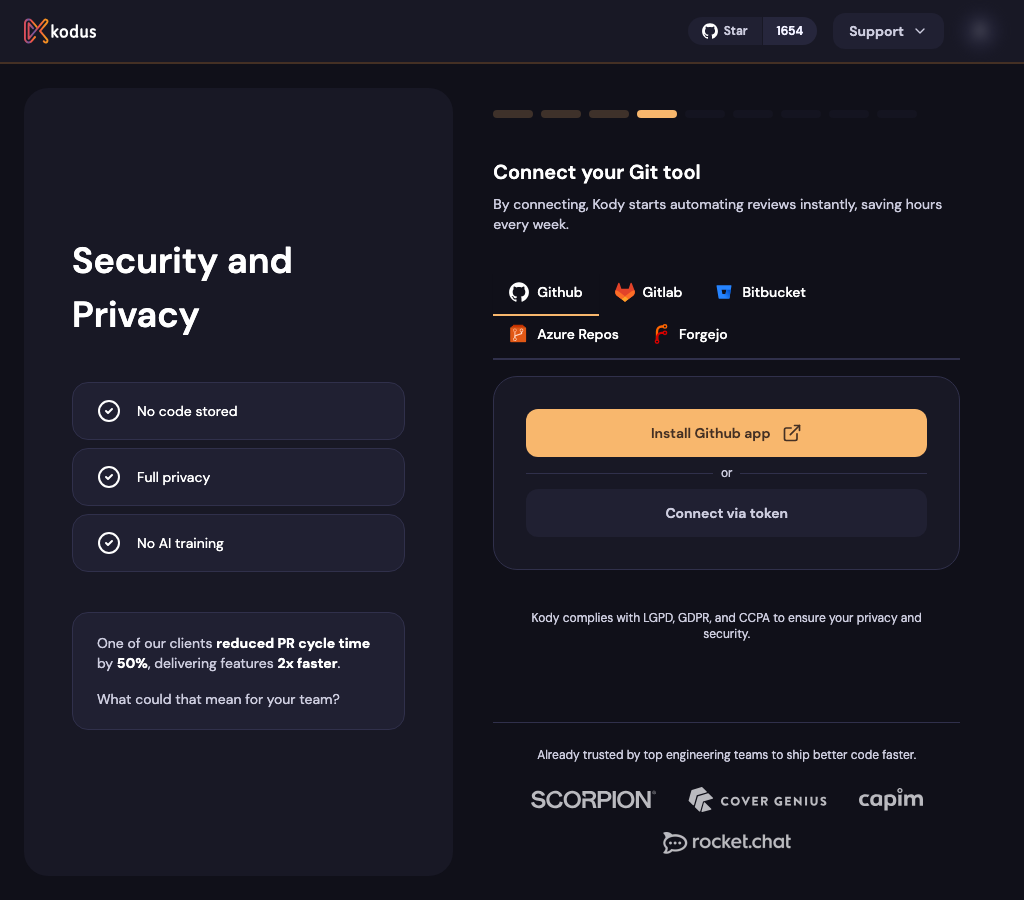 kodus
Star 1654
Support
Security and
Privacy
No code stored
Full privacy
No AI training
One of our clients reduced PR cycle time
by 50%, delivering features 2x faster.
What could that mean for your team?
Connect your Git tool
By connecting, Kody starts automating reviews instantly, saving hours
every week.
Github Gitlab Bitbucket
Azure Repos Forgejo
Install Github app
or
Connect via token
Kody complies with LGPD, GDPR, and CCPA to ensure your privacy and
security.
Already trusted by top engineering teams to ship better code faster.
SCORPION COVER GENIUS capim
rocket.chat